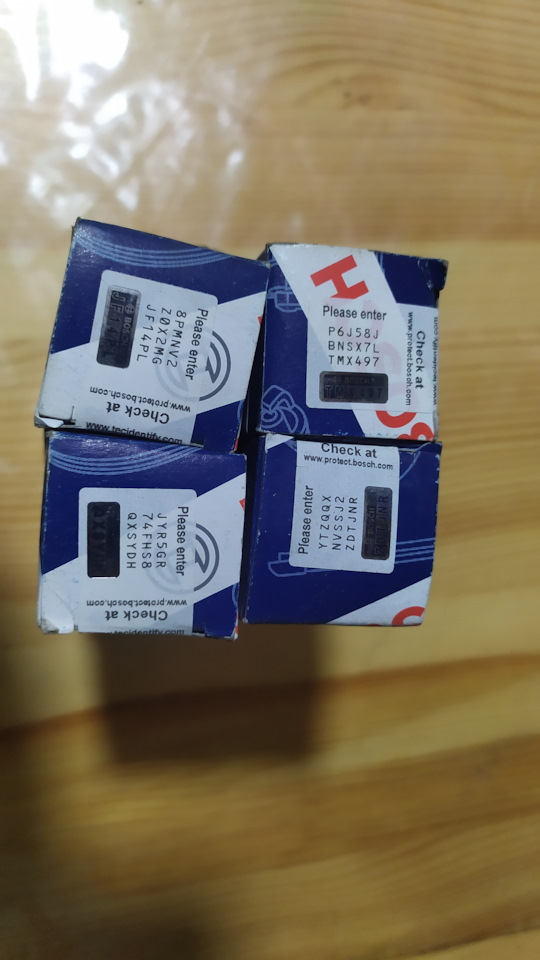 Please enter
8PMNV2
Z0X2MG
JF14PL
www.protect.bosch.com
Check at
www.tecidentify.com
Please enter
P6J58J
BNSX7L
TMX497
Check at
www.protect.bosch.com
Please enter
JYR5GR
74FHS8
QXSYDH
www.protect.bosch.com
Check at
www.tecidentify.com
Check at
www.protect.bosch.com
Please enter
YTZQQX
NVSSJ2
ZDTJNR